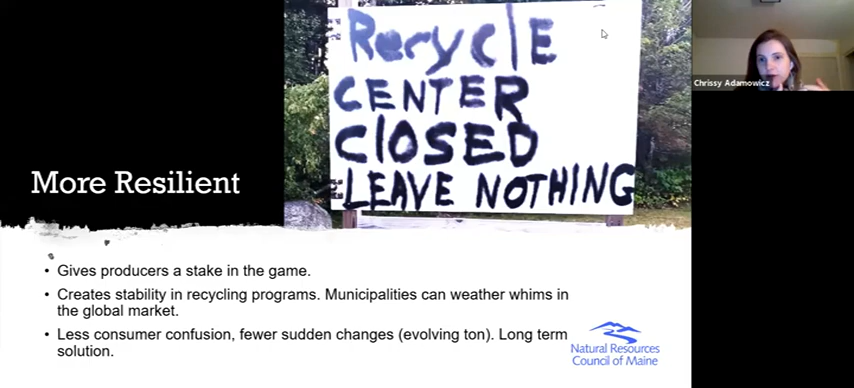 RecyclE
CENTER
ClOSED
LEAVE NOTHING
Chrissy Adamowicz
More Resilient
• Gives producers a stake in the game.
• Creates stability in recycling programs. Municipalities can weather whims in
the global market.
• Less consumer confusion, fewer sudden changes (evolving ton). Long term
solution.
Natural Resources
Council of Maine